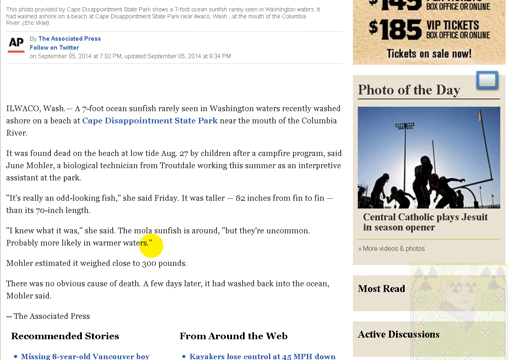 This photo provided by Cape Disappointment State Park shows a 7-foot ocean sunfish rarely seen in Washington waters. It
had washed ashore on a beach at Cape Disappointment State Park near Ilwaco, Wash., at the mouth of the Columbia
River. (Eric Wall)
AP
By The Associated Press
Follow on Twitter
on September 05, 2014 at 7:02 PM, updated September 05, 2014 at 9:34 PM
ILWACO, Wash.— A 7-foot ocean sunfish rarely seen in Washington waters recently washed
ashore on a beach at Cape Disappointment State Park near the mouth of the Columbia
River.
It was found dead on the beach at low tide Aug. 27 by children after a campfire program, said
June Mohler, a biological technician from Troutdale working this summer as an interpretive
assistant at the park.
"It's really an odd-looking fish," she said Friday. It was taller — 82 inches from fin to fin —
than its 70-inch length.
"I knew what it was," she said. The mola sunfish is around, "but they're uncommon.
Probably more likely in warmer waters."
Mohler estimated it weighed close to 300 pounds.
There was no obvious cause of death. A few days later, it had washed back into the ocean,
Mohler said.
-- The Associated Press
Recommended Stories
Missing 8-year-old Vancouver boy
From Around the Web
Kayakers lose control at 45 MPH down
BOX OFFICE OR ONLINE
$185 VIP TICKETS
BOX OFFICE OR ONLINE
Tickets on sale now!
Photo of the Day
Central Catholic plays Jesuit
in season opener
» More videos & photos
Most Read
Active Discussions